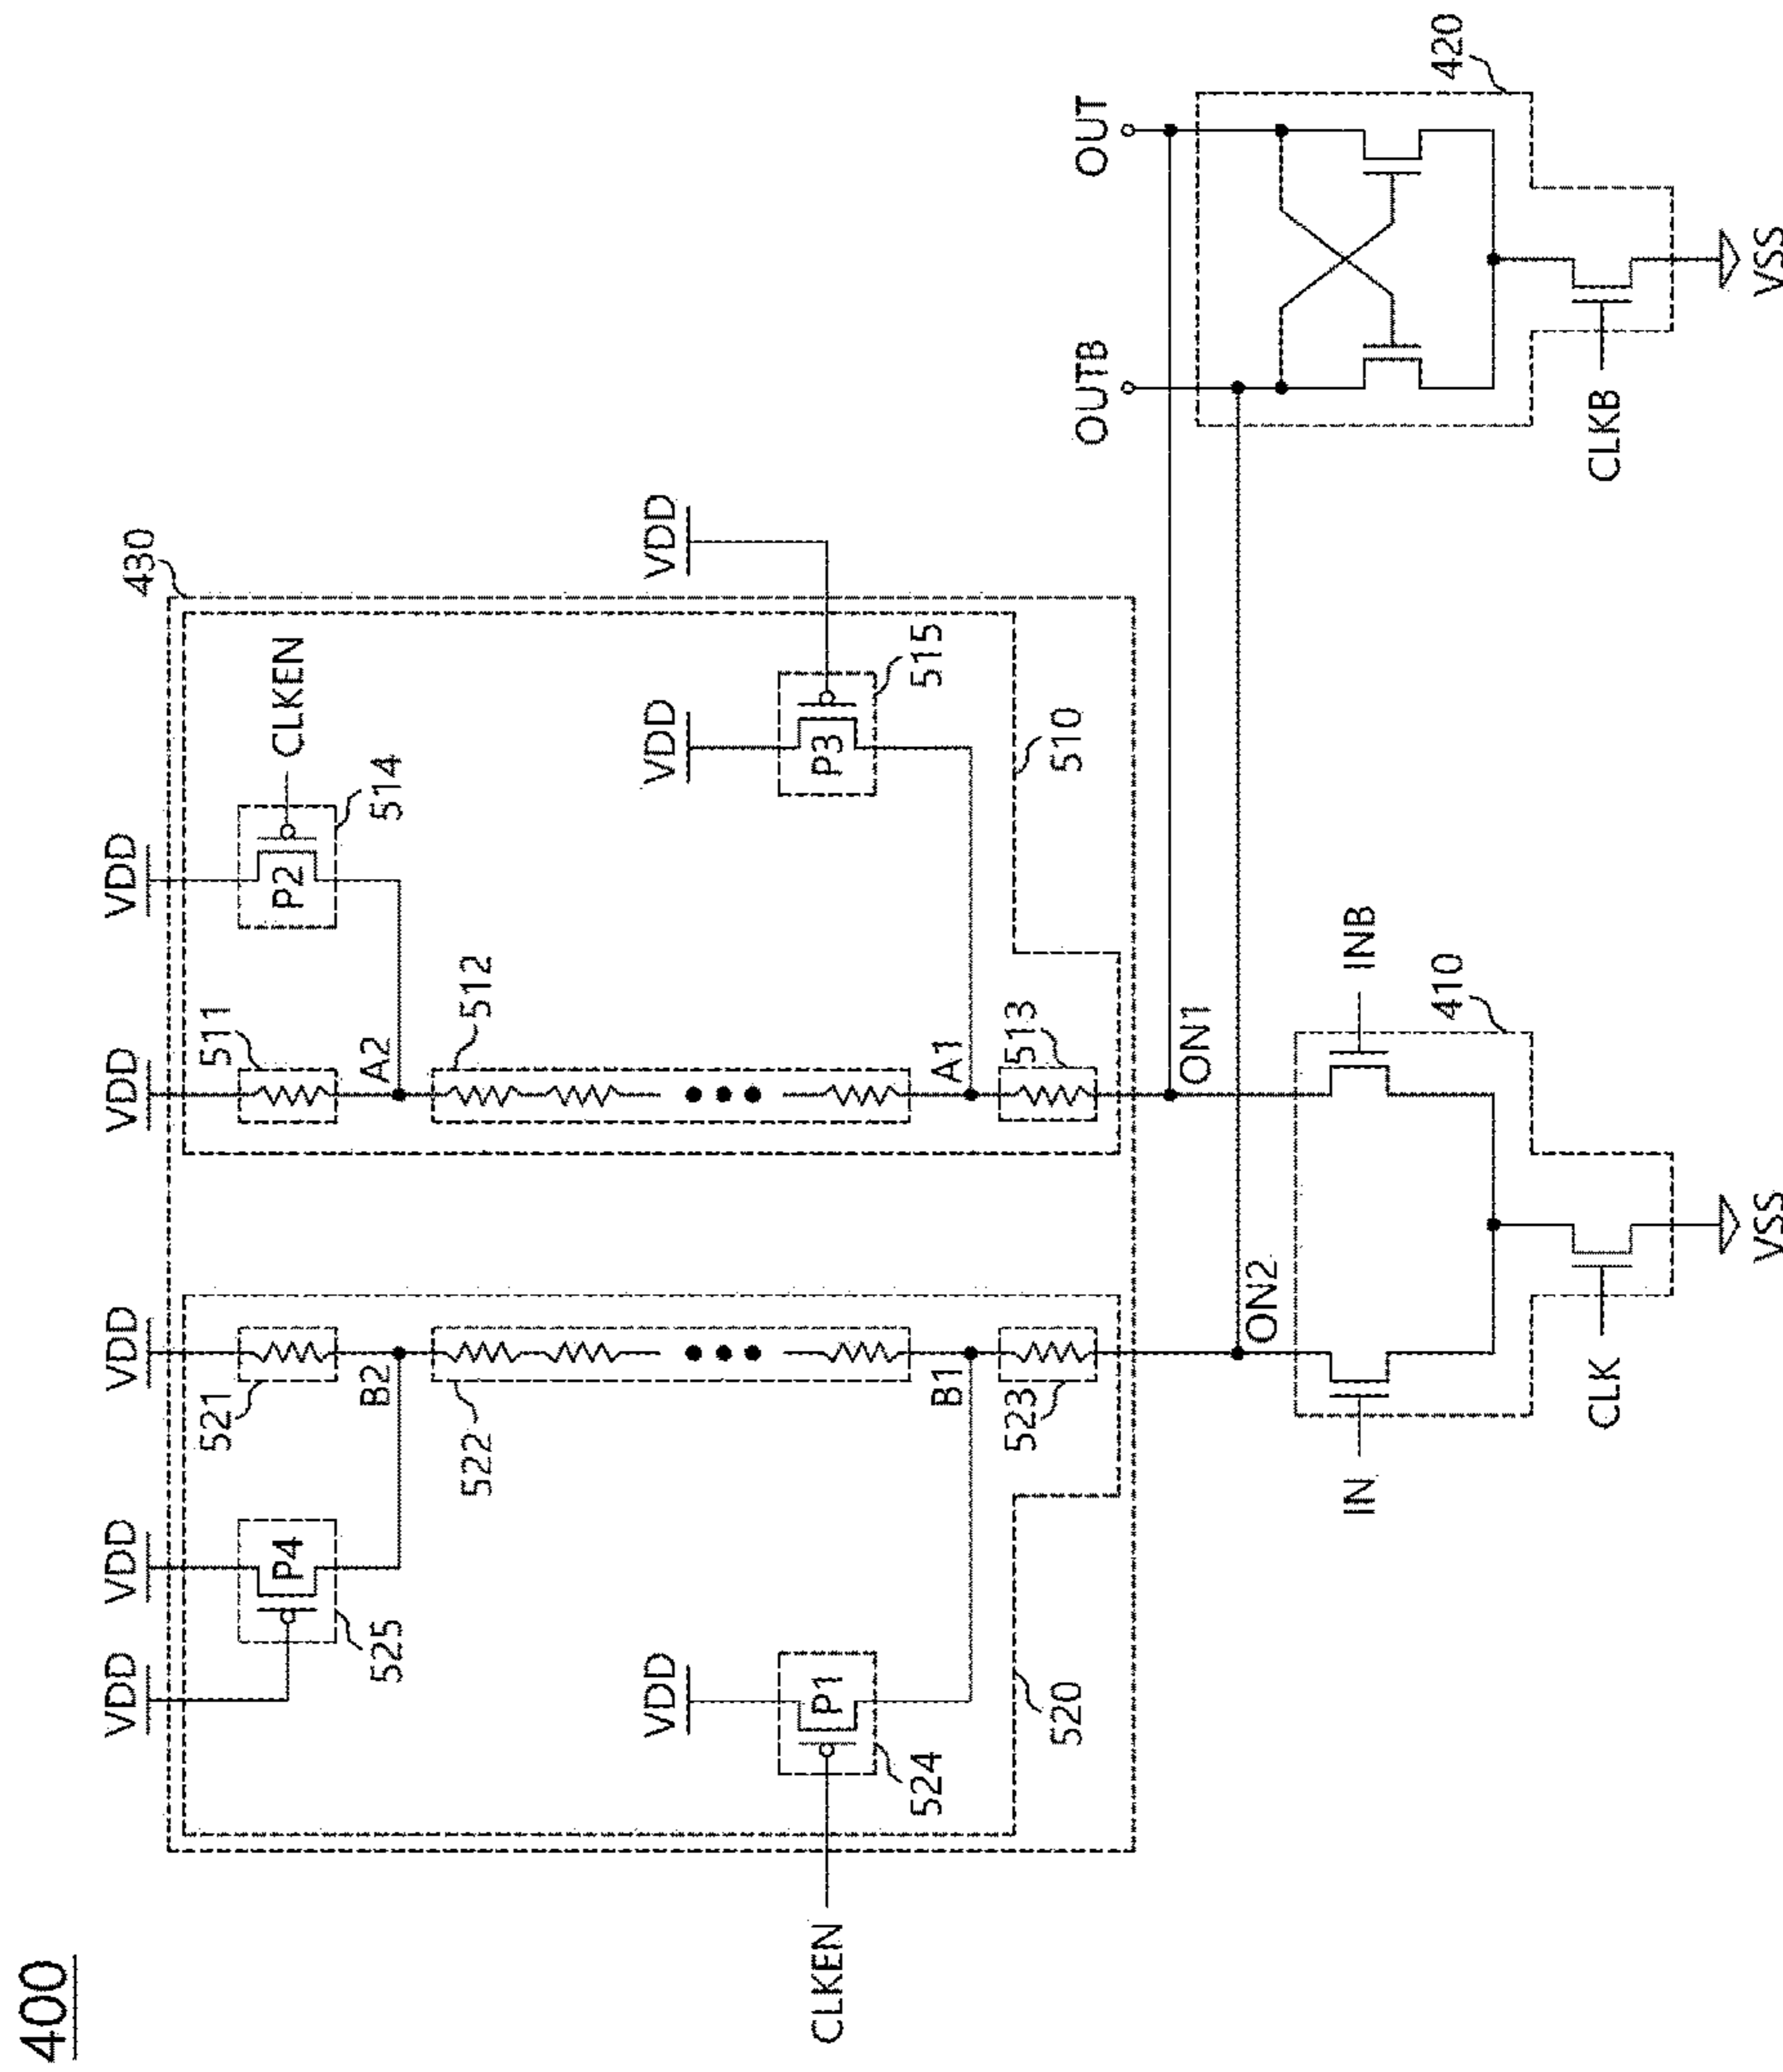 400
430
VDD
VDD
VDD
VDD
VDD
525
P4
521
511
P2
CLKEN
514
B2
A2
522
512
VDD
VDD
VDD
CLKEN
P1
524
P3
515
B1
A1
520
523
513
510
ON2
ON1
OUTB
OUT
IN
INB
410
420
CLK
CLKB
VSS
VSS